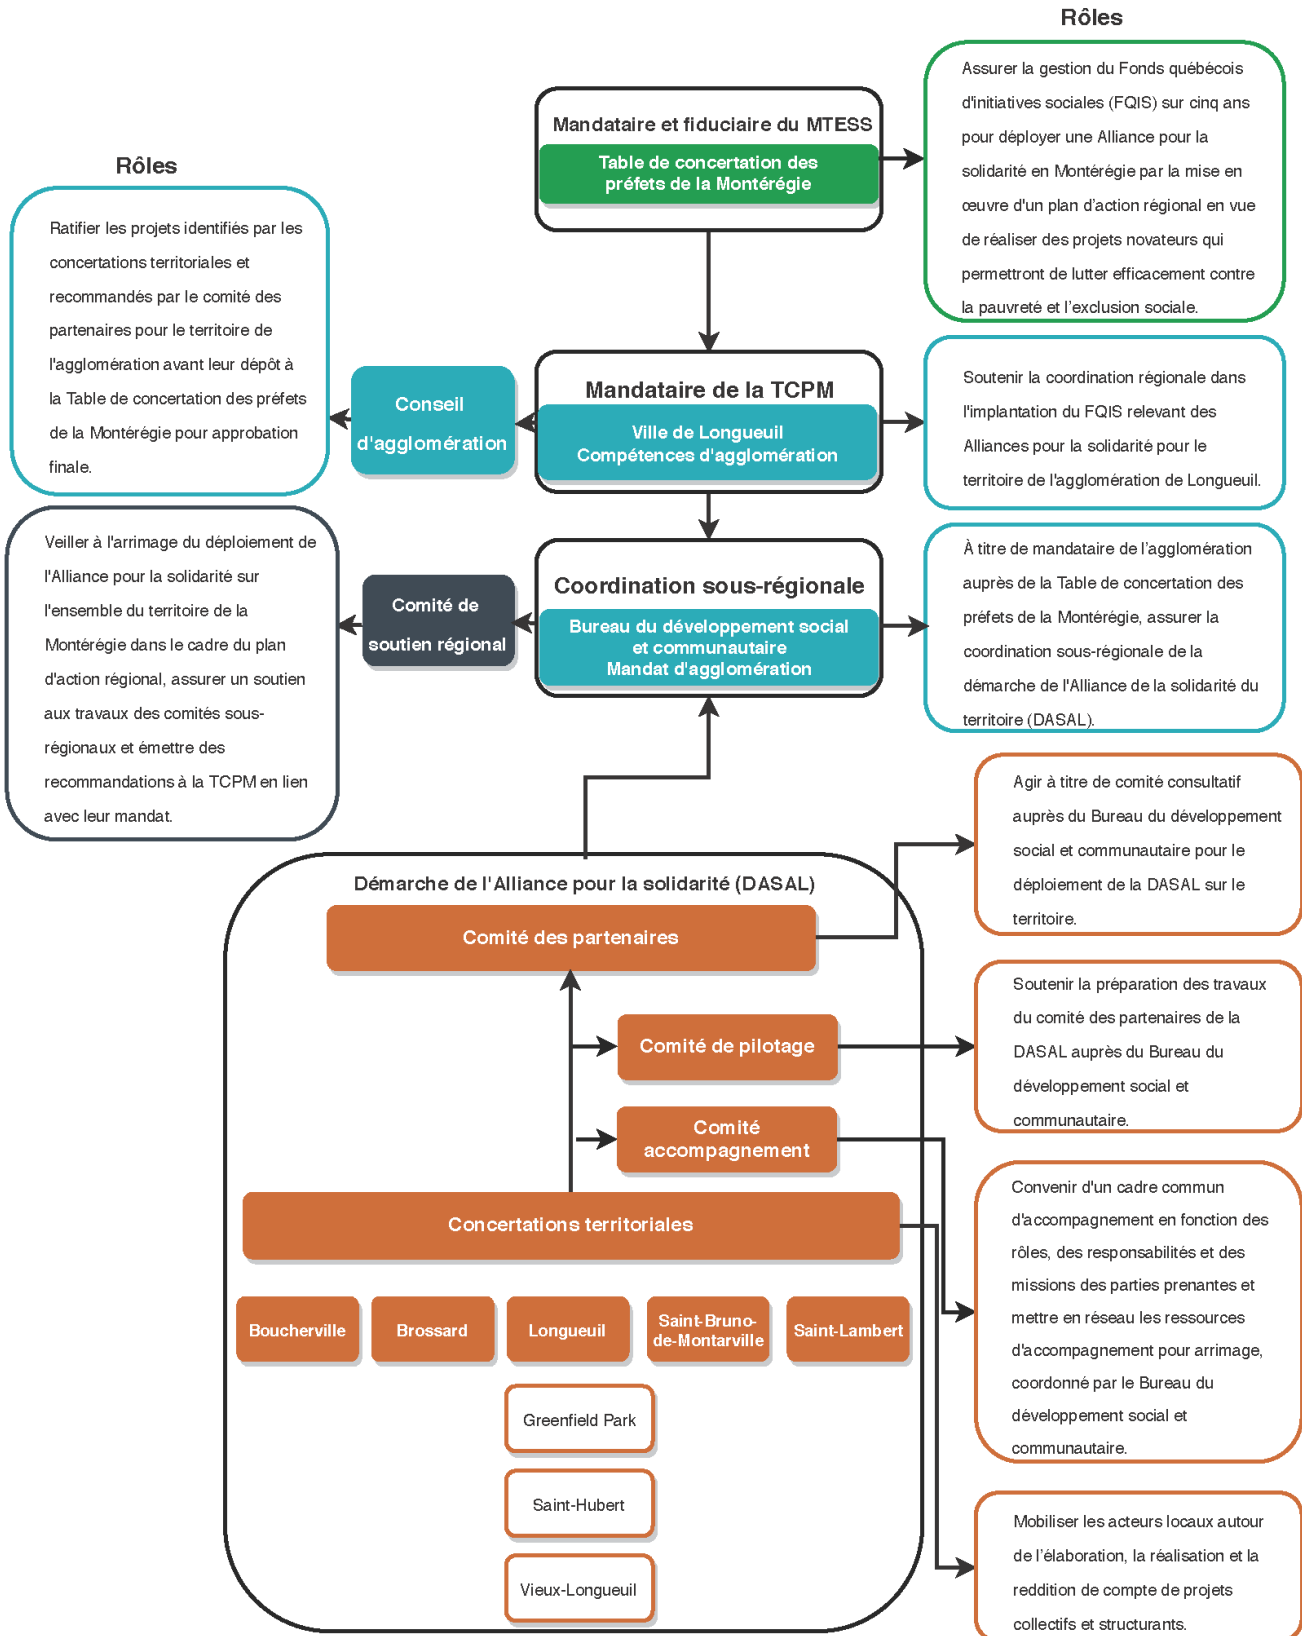 Rôles
Assurer la gestion du Fonds québécois
d'initiatives sociales (FQIS) sur cinq ans
pour déployer une Alliance pour la
solidarité en Montérégie par la mise en
œuvre d'un plan d'action régional en vue
de réaliser des projets novateurs qui
permettront de lutter efficacement contre
la pauvreté et l'exclusion sociale.
Mandataire et fiduciaire du MTESS
Table de concertation des
préfets de la Montérégie
Rôles
Ratifier les projets identifiés par les
concertations territoriales et
recommandés par le comité des
partenaires pour le territoire de
l'agglomération avant leur dépôt à
la Table de concertation des préfets
de la Montérégie pour approbation
finale.
Conseil
d'agglomération
Mandataire de la TCPM
Ville de Longueuil
Compétences d'agglomération
Soutenir la coordination régionale dans
l'implantation du FQIS relevant des
Alliances pour la solidarité pour le
territoire de l'agglomération de Longueuil.
Veiller à l'arrimage du déploiement de
l'Alliance pour la solidarité sur
l'ensemble du territoire de la
Montérégie dans le cadre du plan
d'action régional, assurer un soutien
aux travaux des comités sous-
régionaux et émettre des
recommandations à la TCPM en lien
avec leur mandat.
Comité de
soutien régional
Coordination sous-régionale
Bureau du développement social
et communautaire
Mandat d'agglomération
À titre de mandataire de l'agglomération
auprès de la Table de concertation des
préfets de la Montérégie, assurer la
coordination sous-régionale de la
démarche de l'Alliance de la solidarité du
territoire (DASAL).
Démarche de l'Alliance pour la solidarité (DASAL)
Comité des partenaires
Agir à titre de comité consultatif
auprès du Bureau du développement
social et communautaire pour le
déploiement de la DASAL sur le
territoire.
Comité de pilotage
Soutenir la préparation des travaux
du comité des partenaires de la
DASAL auprès du Bureau du
développement social et
communautaire.
Comité
accompagnement
Convenir d'un cadre commun
d'accompagnement en fonction des
rôles, des responsabilités et des
missions des parties prenantes et
mettre en réseau les ressources
d'accompagnement pour arrimage,
coordonné par le Bureau du
développement social et
communautaire.
Concertations territoriales
Mobiliser les acteurs locaux autour
de l'élaboration, la réalisation et la
reddition de compte de projets
collectifs et structurants.
Boucherville
Brossard
Longueuil
Saint-Bruno-
de-Montarville
Saint-Lambert
Greenfield Park
Saint-Hubert
Vieux-Longueuil